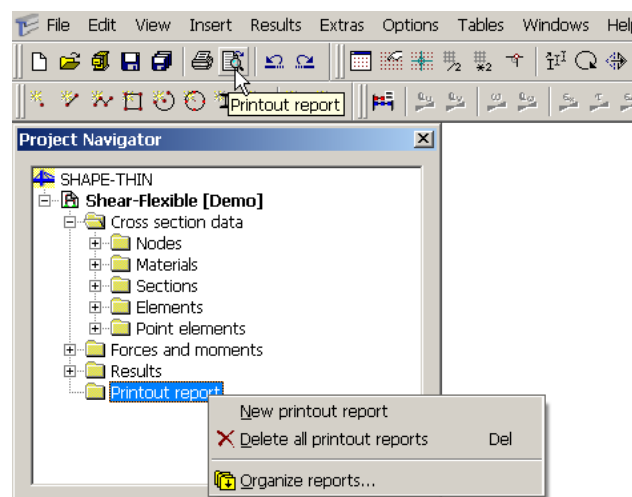 File Edit View Insert Results Extras Options Tables Windows Help
Printout report
Project Navigator
SHAPE-THIN
Shear-Flexible [Demo]
Cross section data
Nodes
Materials
Sections
Elements
Point elements
Forces and moments
Results
Printout report
New printout report
Delete all printout reports Del
Organize reports...